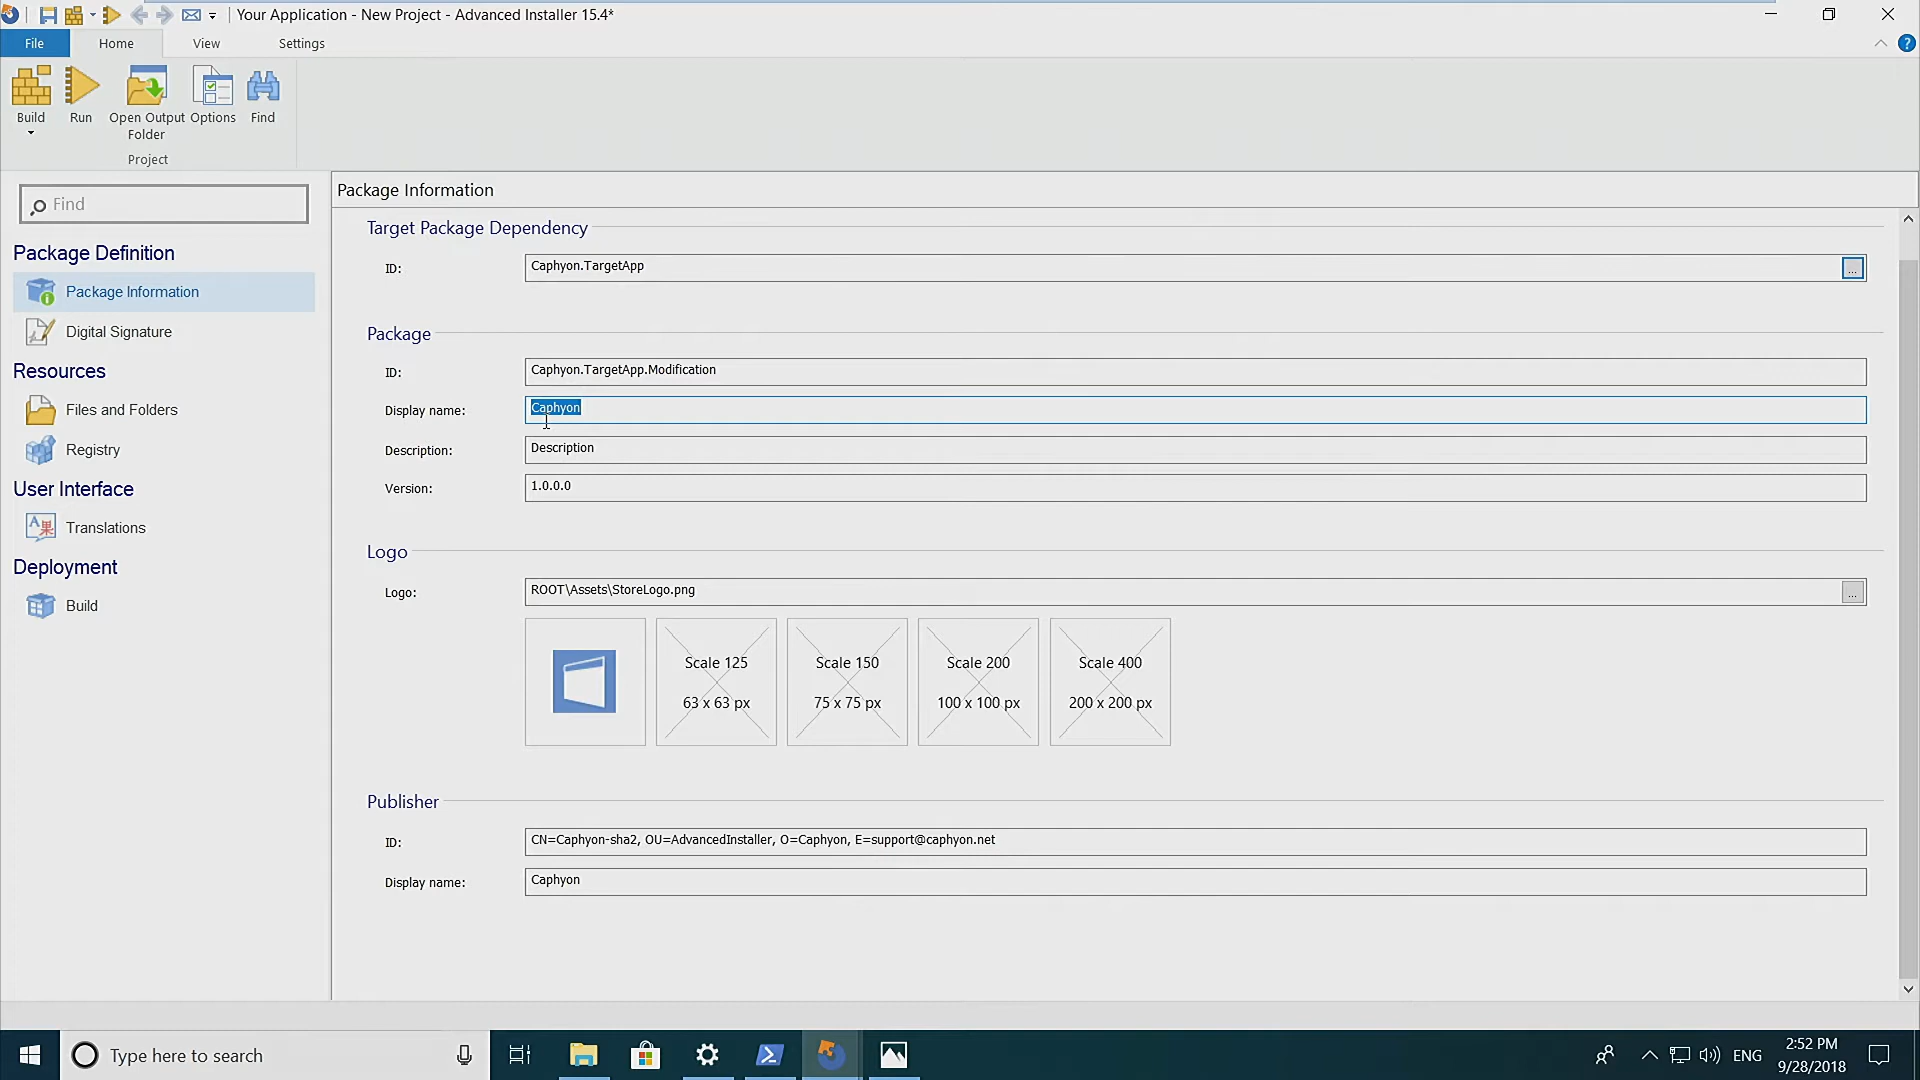 Your Application - New Project - Advanced Installer 15.4*
File
Home
View
Settings
Build
Run
Open Output
Folder
Options
Find
Project
Find
Package Definition
Package Information
Digital Signature
Resources
Files and Folders
Registry
User Interface
Translations
Deployment
Build
Package Information
Target Package Dependency
ID:
Caphyon.TargetApp
...
Package
ID:
Caphyon.TargetApp.Modification
Display name:
Caphyon
Description:
Description
Version:
1.0.0.0
Logo
Logo:
ROOT\Assets\StoreLogo.png
...
Scale 125
63 x 63 px
Scale 150
75 x 75 px
Scale 200
100 x 100 px
Scale 400
200 x 200 px
Publisher
ID:
CN=Caphyon-sha2, OU=AdvancedInstaller, O=Caphyon, E=support@caphyon.net
Display name:
Caphyon
Type here to search
ENG
2:52 PM
9/28/2018